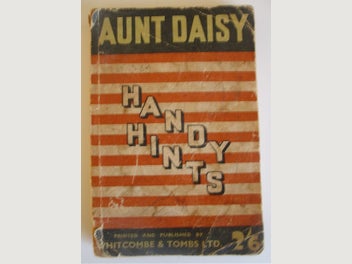 AUNT DAISY
HANDY
HINTS
PRINTED AND PUBLISHED BY
WHITCOMBE & TOMBS LTD.
2'6